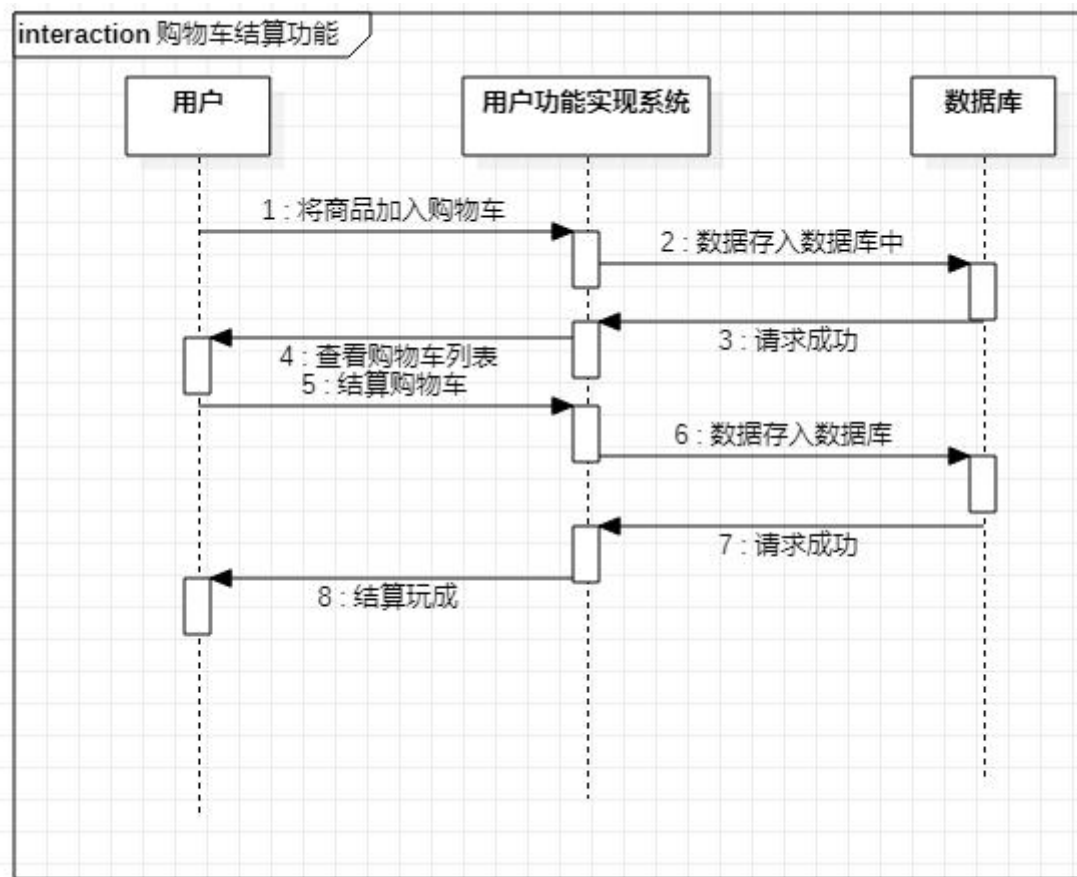 interaction 购物车结算功能
用户
用户功能实现系统
数据库
1 : 将商品加入购物车
2 : 数据存入数据库中
3 : 请求成功
4 : 查看购物车列表
5 : 结算购物车
6 : 数据存入数据库
7 : 请求成功
8 : 结算玩成